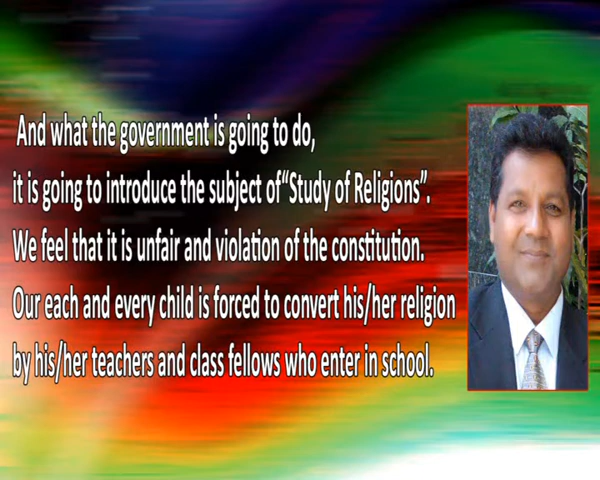 And what the government is going to do,
it is going to introduce the subject of“Study of Religions”.
We feel that it is unfair and violation of the constitution.
Our each and every child is forced to convert his/her religion
by his/her teachers and class fellows who enter in school.